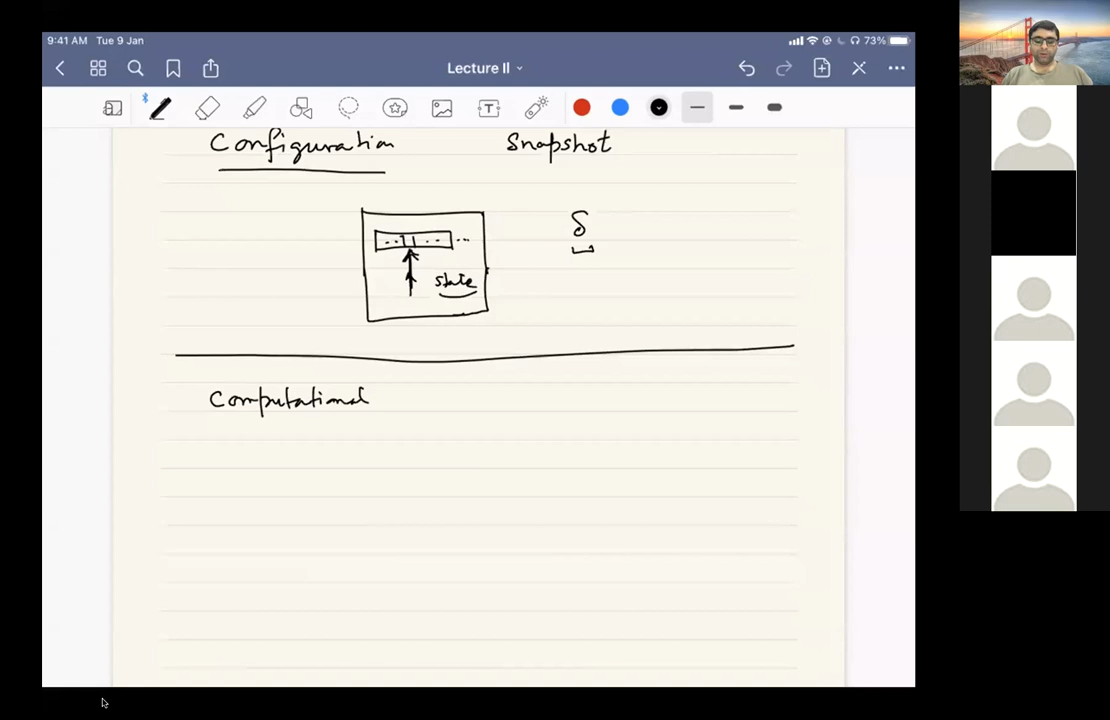 9:41 AM Tue 9 Jan 73%
Lecture II
T
Configuration Snapshot
δ
state
Computational